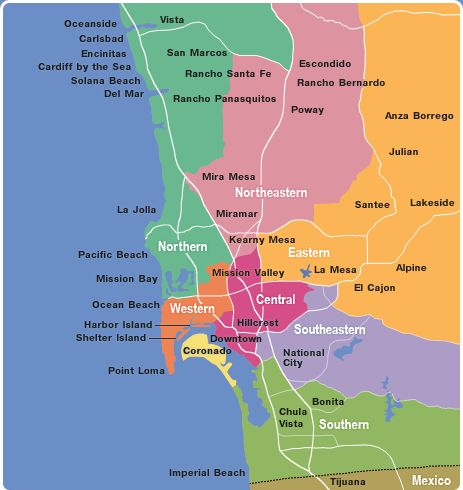 Oceanside
Vista
Carlsbad
Encinitas
San Marcos
Cardiff by the Sea
Escondido
Rancho Santa Fe
Solana Beach
Rancho Bernardo
Del Mar
Rancho Panasquitos
Poway
Anza Borrego
Julian
Mira Mesa
Northeastern
Santee
Lakeside
La Jolla
Miramar
Kearny Mesa
Northern
Eastern
Pacific Beach
Mission Valley
La Mesa
Alpine
Mission Bay
El Cajon
Central
Ocean Beach
Western
Harbor Island
Hillcrest
Southeastern
Shelter Island
Downtown
Coronado
National
City
Point Loma
Bonita
Chula
Vista
Southern
Imperial Beach
Tijuana
Mexico